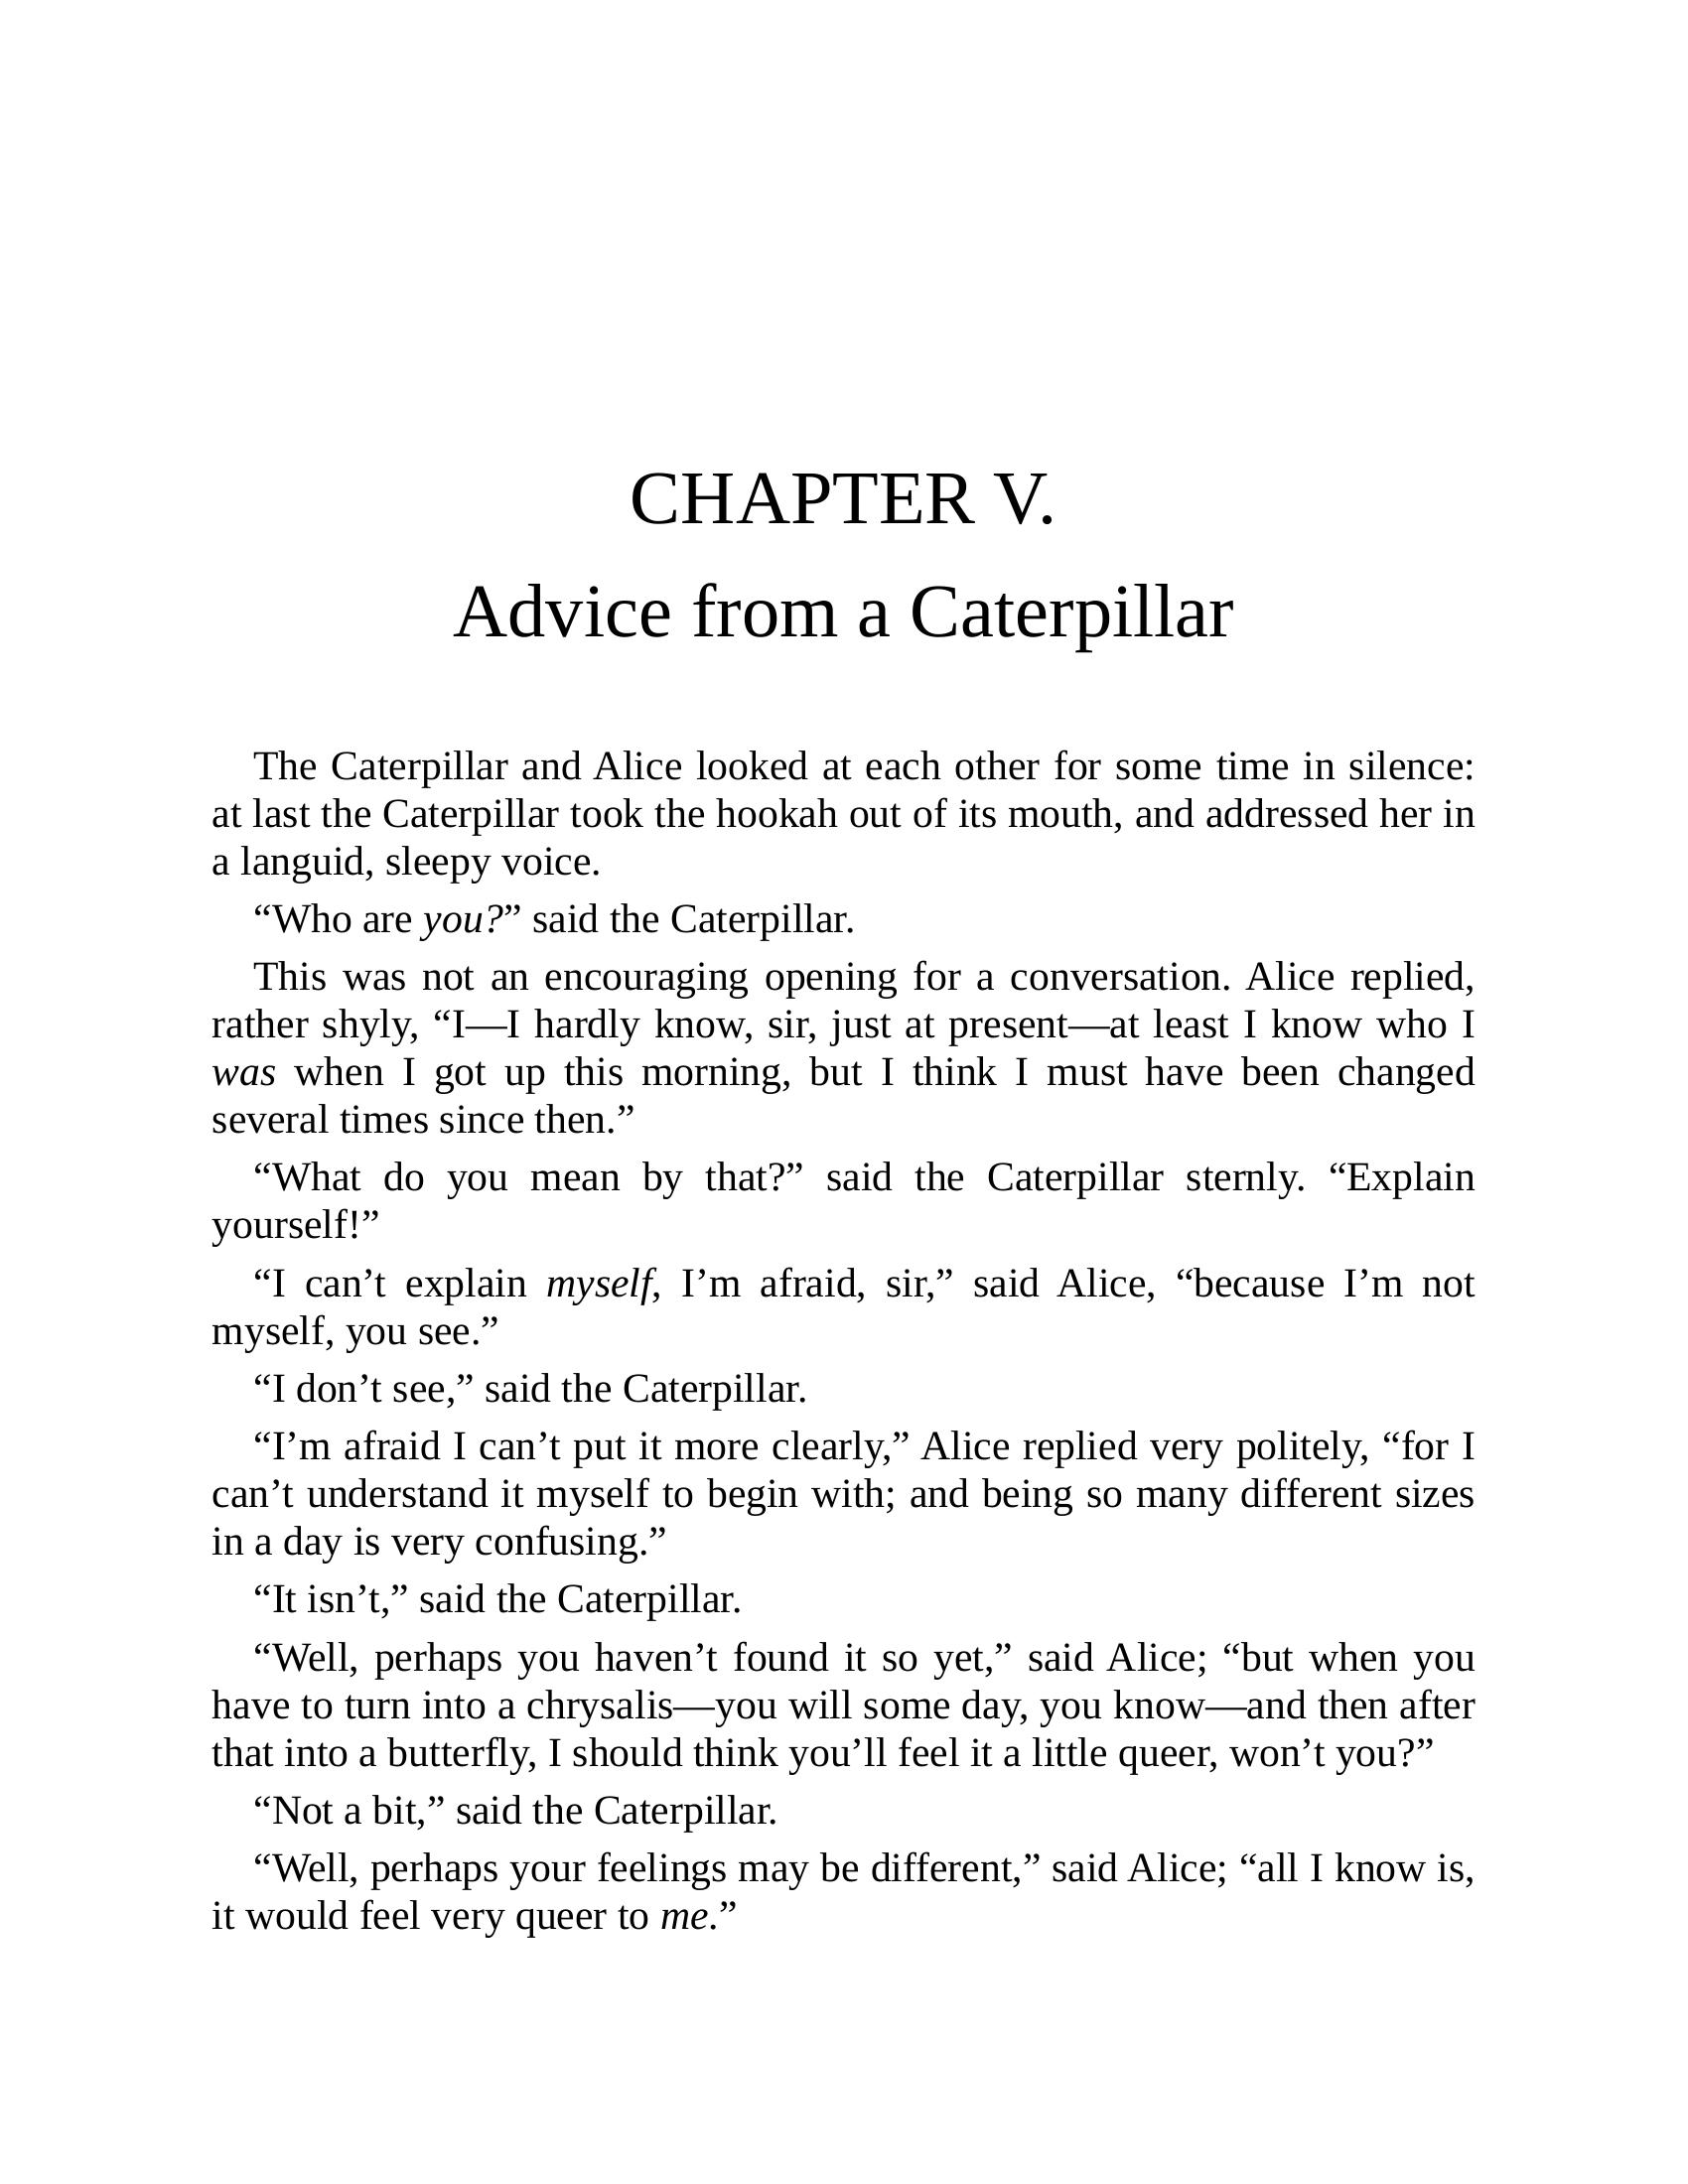 CHAPTER V.
Advice from a Caterpillar
The Caterpillar and Alice looked at each other for some time in silence:
at last the Caterpillar took the hookah out of its mouth, and addressed her in
a languid, sleepy voice.
“Who are you?” said the Caterpillar.
This was not an encouraging opening for a conversation. Alice replied,
rather shyly, “I—I hardly know, sir, just at present—at least I know who I
was when I got up this morning, but I think I must have been changed
several times since then.”
“What do you mean by that?” said the Caterpillar sternly. “Explain
yourself!”
“I can’t explain myself, I’m afraid, sir,” said Alice, “because I’m not
myself, you see.”
“I don’t see,” said the Caterpillar.
“I’m afraid I can’t put it more clearly,” Alice replied very politely, “for I
can’t understand it myself to begin with; and being so many different sizes
in a day is very confusing.”
“It isn’t,” said the Caterpillar.
“Well, perhaps you haven’t found it so yet,” said Alice; “but when you
have to turn into a chrysalis—you will some day, you know—and then after
that into a butterfly, I should think you’ll feel it a little queer, won’t you?”
“Not a bit,” said the Caterpillar.
“Well, perhaps your feelings may be different,” said Alice; “all I know is,
it would feel very queer to me.”